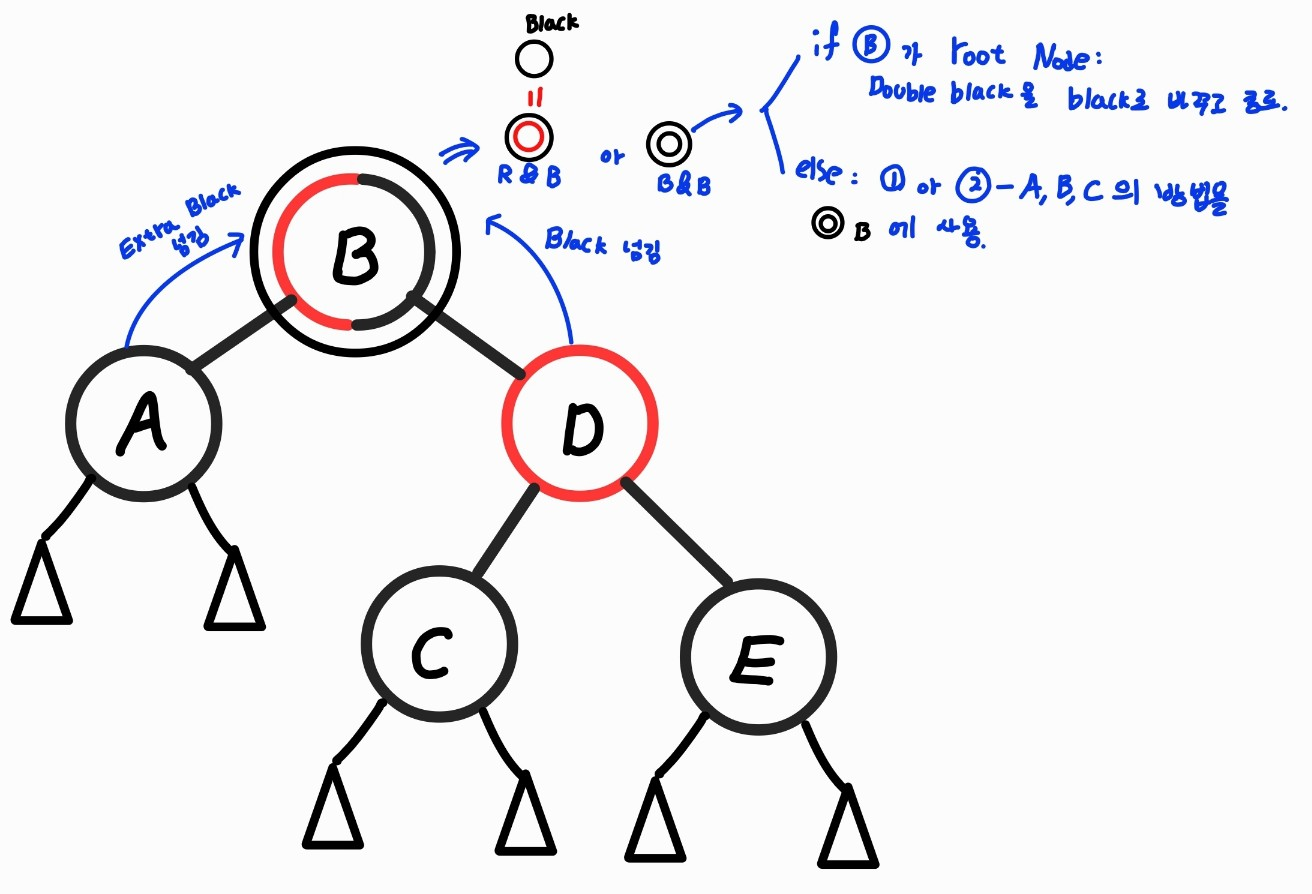 Black
if Ⓑ가 root Node:
Double black을 black로 바꾸고 종료.
R & B
or
B&B
else: ① or ② - A, B, C 의 방법을
B 에 사용.
Extra Black
넘김
Black 넘김
B
A
D
C
E